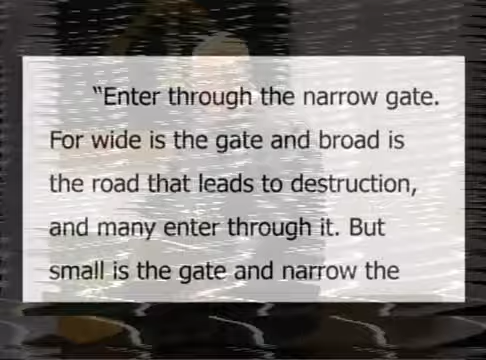 “Enter through the narrow gate.
For wide is the gate and broad is
the road that leads to destruction,
and many enter through it. But
small is the gate and narrow the